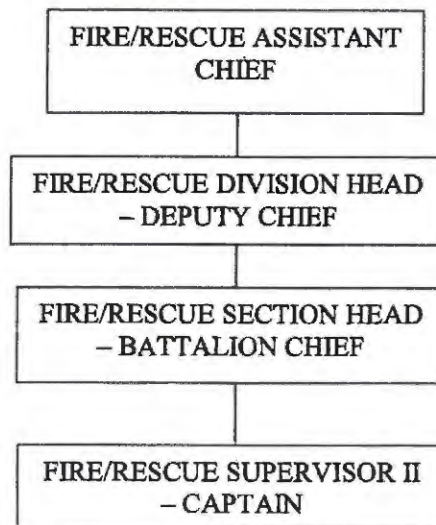 FIRE/RESCUE ASSISTANT
CHIEF
FIRE/RESCUE DIVISION HEAD
– DEPUTY CHIEF
FIRE/RESCUE SECTION HEAD
– BATTALION CHIEF
FIRE/RESCUE SUPERVISOR II
– CAPTAIN